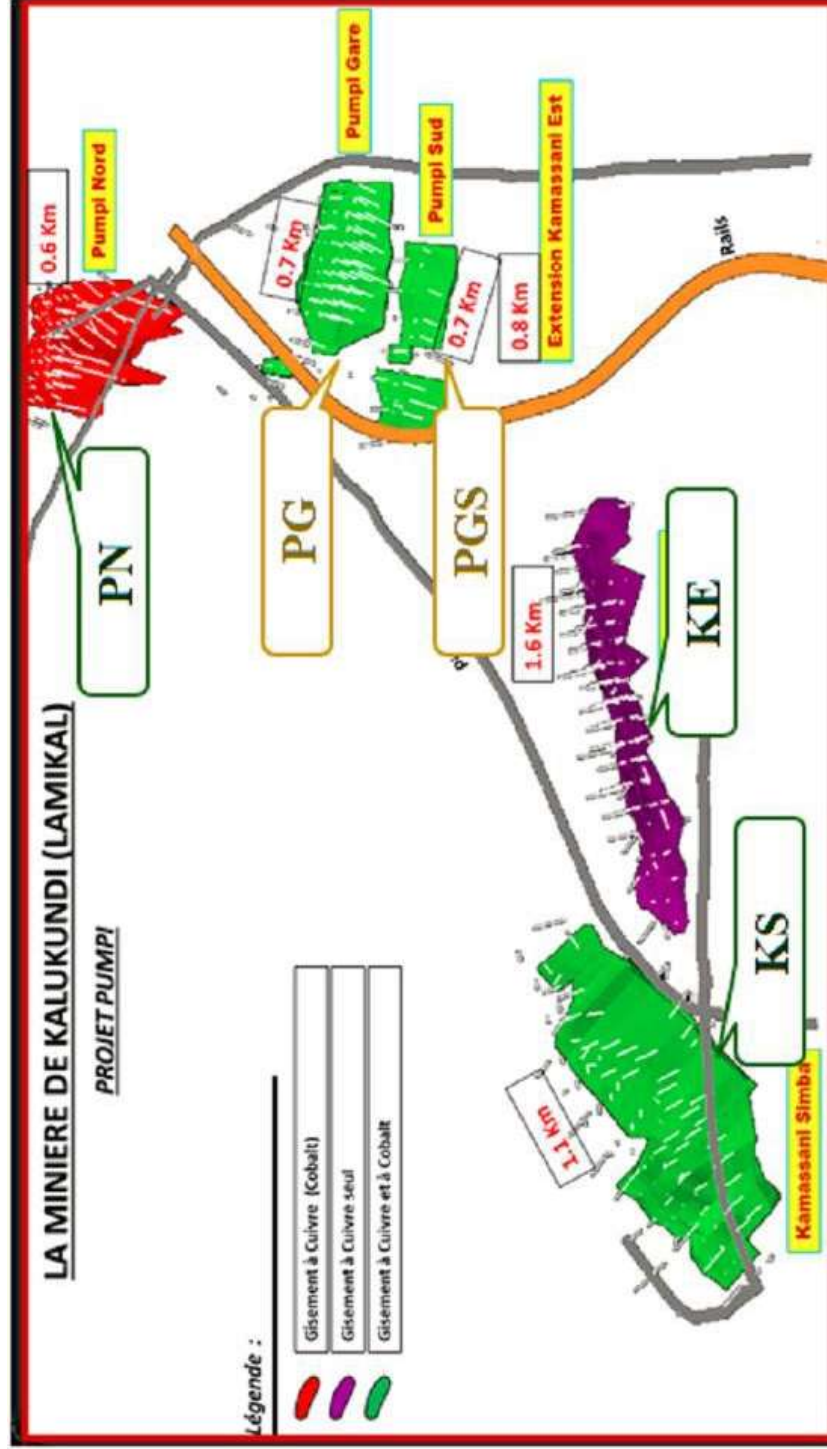 LA MINIERE DE KALUKUNDI (LAMIKAL)
PROJET PUMPI
Légende :
Gisement à Cuivre (Cobalt)
Gisement à Cuivre seul
Gisement à Cuivre et à Cobalt
PN
0.6 Km
Pumpi Nord
PG
0.7 Km
Pumpi Gare
PGS
Pumpi Sud
0.7 Km
0.8 Km
Extension Kamassani Est
Rails
1.6 Km
KE
1.1 Km
KS
Kamassani Simba